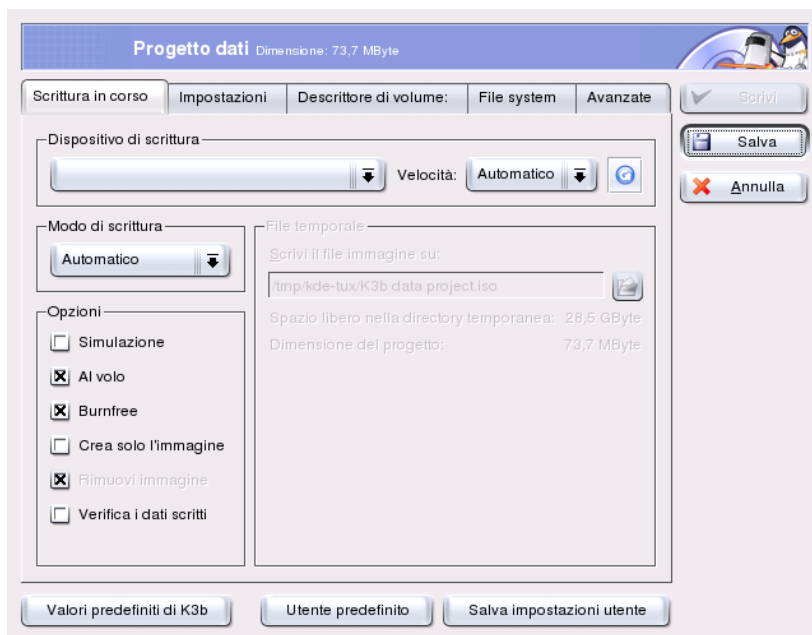 Progetto dati Dimensione: 73,7 MByte
Scrittura in corso Impostazioni Descrittore di volume: File system Avanzate
Scrivi
Salva
Annulla
Dispositivo di scrittura
Velocità: Automatico
Modo di scrittura
Automatico
Opzioni
Simulazione
Al volo
Burnfree
Crea solo l'immagine
Rimuovi immagine
Verifica i dati scritti
File temporale
Scrivi il file immagine su:
/tmp/kde-tux/K3b data project.iso
Spazio libero nella directory temporanea: 28,5 GByte
Dimensione del progetto: 73,7 MByte
Valori predefiniti di K3b Utente predefinito Salva impostazioni utente